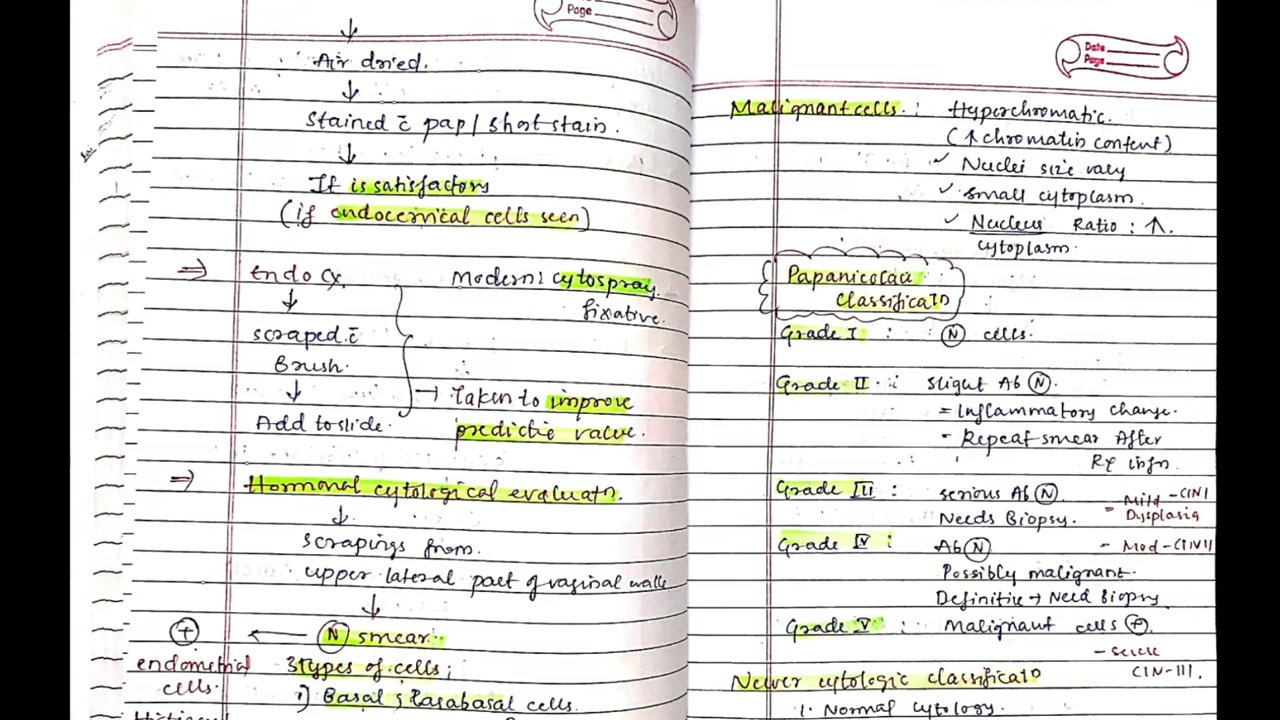 Page
↓
Air dried.
↓
Stained c̄ pap / Short stain.
↓
It is satisfactory
(if endocervical cells seen)
⇒ Endo Cx.
↓
scraped c̄
Brush.
↓
Add to slide.
Modern: cytospray
fixative.
→ Taken to improve
predictie value.
⇒ Hormonal cytological evaluatn.
↓
scrapings from.
upper lateral part of vaginal walls
↓
(+) ← (N) smear.
endometrial
cells.
3 types of cells;
1) Basal & Parabasal cells.
Date
Page
Malignant cells : Hyperchromatic.
(↑ chromatin content)
✓ Nuclei size vary
✓ small cytoplasm.
✓ Nucleus Ratio : ↑.
cytoplasm.
Papanicolau
classificatn
Grade I : (N) cells.
Grade II : slight Ab (N).
= Inflammatory change.
- Repeat smear After
Rx infn.
Grade III : serious Ab (N).
Needs Biopsy.
= Mild - CIN I
Dysplasia
Grade IV : Ab (N)
- Mod - CIN II
Possibly malignant.
Definitie → Need Biopsy
Grade V : Malignant cells (+).
CIN-III.
Newer cytologic classificatn
1. Normal cytology.